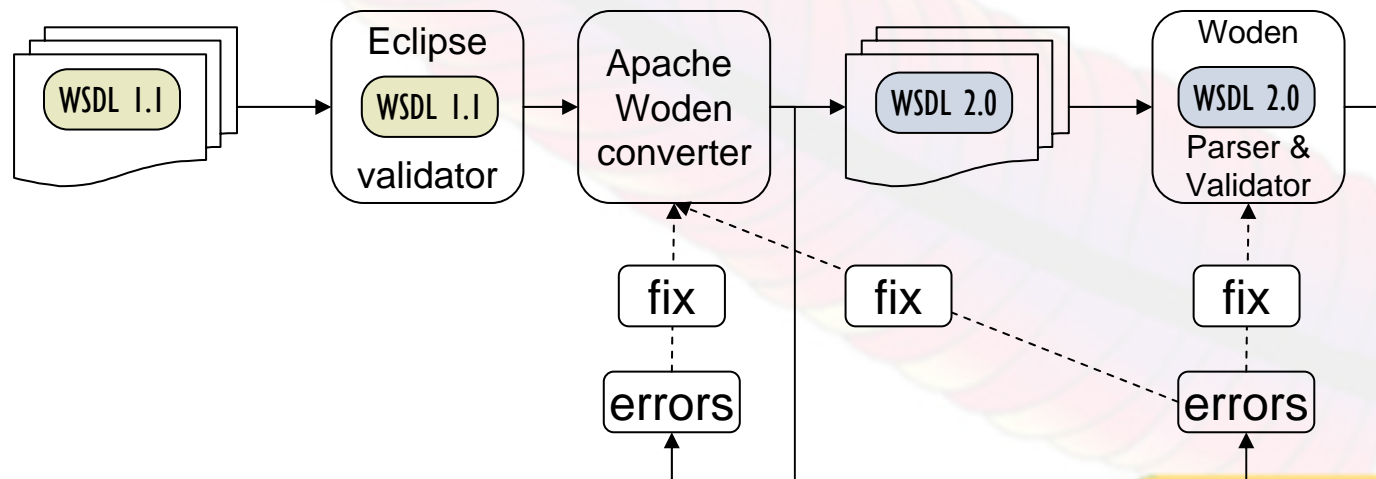 WSDL 1.1
Eclipse
WSDL 1.1
validator
Apache
Woden
converter
WSDL 2.0
Woden
WSDL 2.0
Parser &
Validator
fix
fix
fix
errors
errors